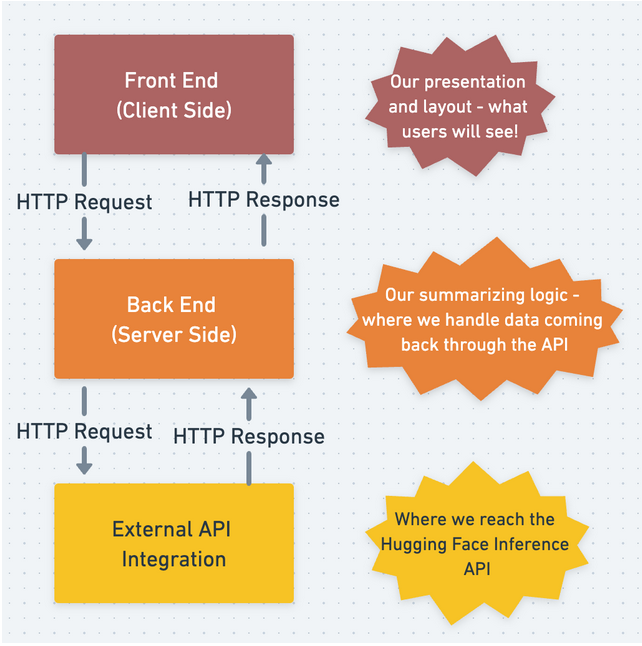 Front End
(Client Side)
Our presentation
and layout - what
users will see!
HTTP Request
HTTP Response
Back End
(Server Side)
Our summarizing logic -
where we handle data coming
back through the API
HTTP Request
HTTP Response
External API
Integration
Where we reach the
Hugging Face Inference
API